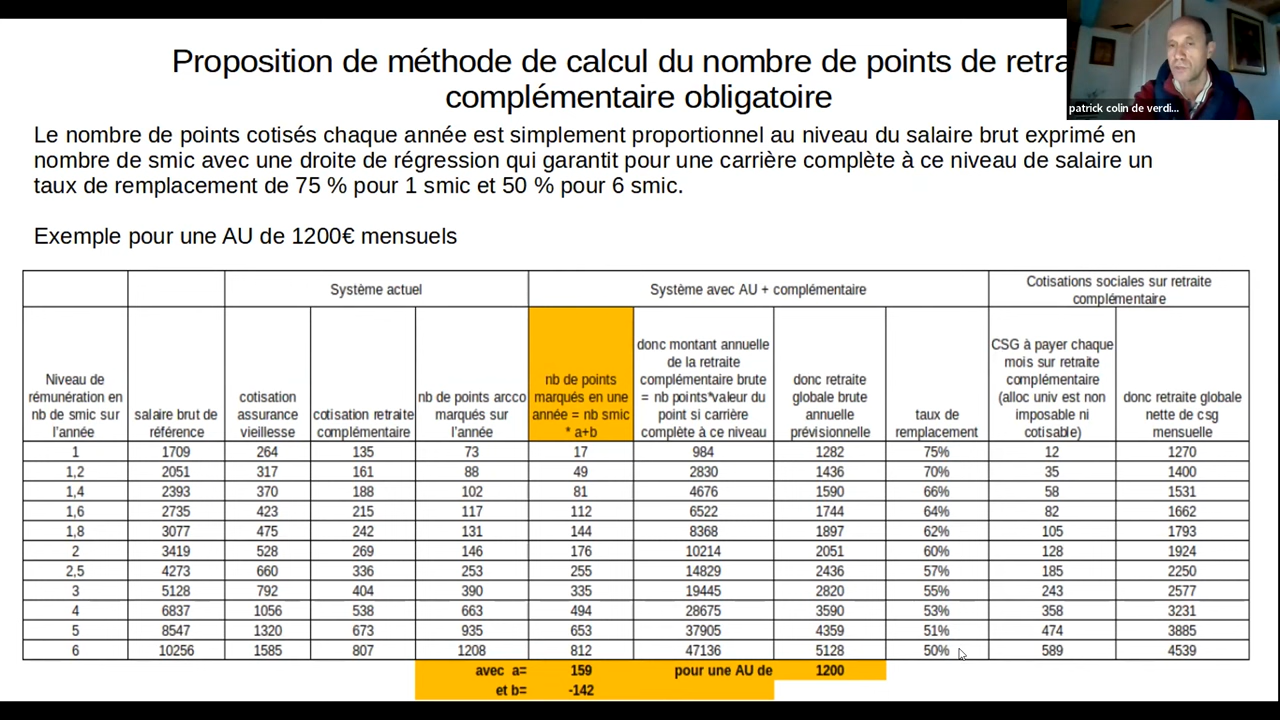 Proposition de méthode de calcul du nombre de points de retra
complémentaire obligatoire
patrick colin de verdi...
Le nombre de points cotisés chaque année est simplement proportionnel au niveau du salaire brut exprimé en
nombre de smic avec une droite de régression qui garantit pour une carrière complète à ce niveau de salaire un
taux de remplacement de 75 % pour 1 smic et 50 % pour 6 smic.
Exemple pour une AU de 1200€ mensuels
Système actuel
Système avec AU + complémentaire
Cotisations sociales sur retraite
complémentaire
Niveau de
rémunération en
nb de smic sur
l'année
salaire brut de
référence
cotisation
assurance
vieillesse
cotisation retraite
complémentaire
nb de points arcco
marqués sur
l'année
nb de points
marqués en une
année = nb smic
* a+b
donc montant annuelle
de la retraite
complémentaire brute
= nb points*valeur du
point si carrière
complète à ce niveau
donc retraite
globale brute
annuelle
prévisionnelle
taux de
remplacement
CSG à payer chaque
mois sur retraite
complémentaire
(alloc univ est non
imposable ni
cotisable)
donc retraite globale
nette de csg
mensuelle
1 1709 264 135 73 17 984 1282 75% 12 1270
1,2 2051 317 161 88 49 2830 1436 70% 35 1400
1,4 2393 370 188 102 81 4676 1590 66% 58 1531
1,6 2735 423 215 117 112 6522 1744 64% 82 1662
1,8 3077 475 242 131 144 8368 1897 62% 105 1793
2 3419 528 269 146 176 10214 2051 60% 128 1924
2,5 4273 660 336 253 255 14829 2436 57% 185 2250
3 5128 792 404 390 335 19445 2820 55% 243 2577
4 6837 1056 538 663 494 28675 3590 53% 358 3231
5 8547 1320 673 935 653 37905 4359 51% 474 3885
6 10256 1585 807 1208 812 47136 5128 50% 589 4539
avec a= 159 pour une AU de 1200
et b= -142